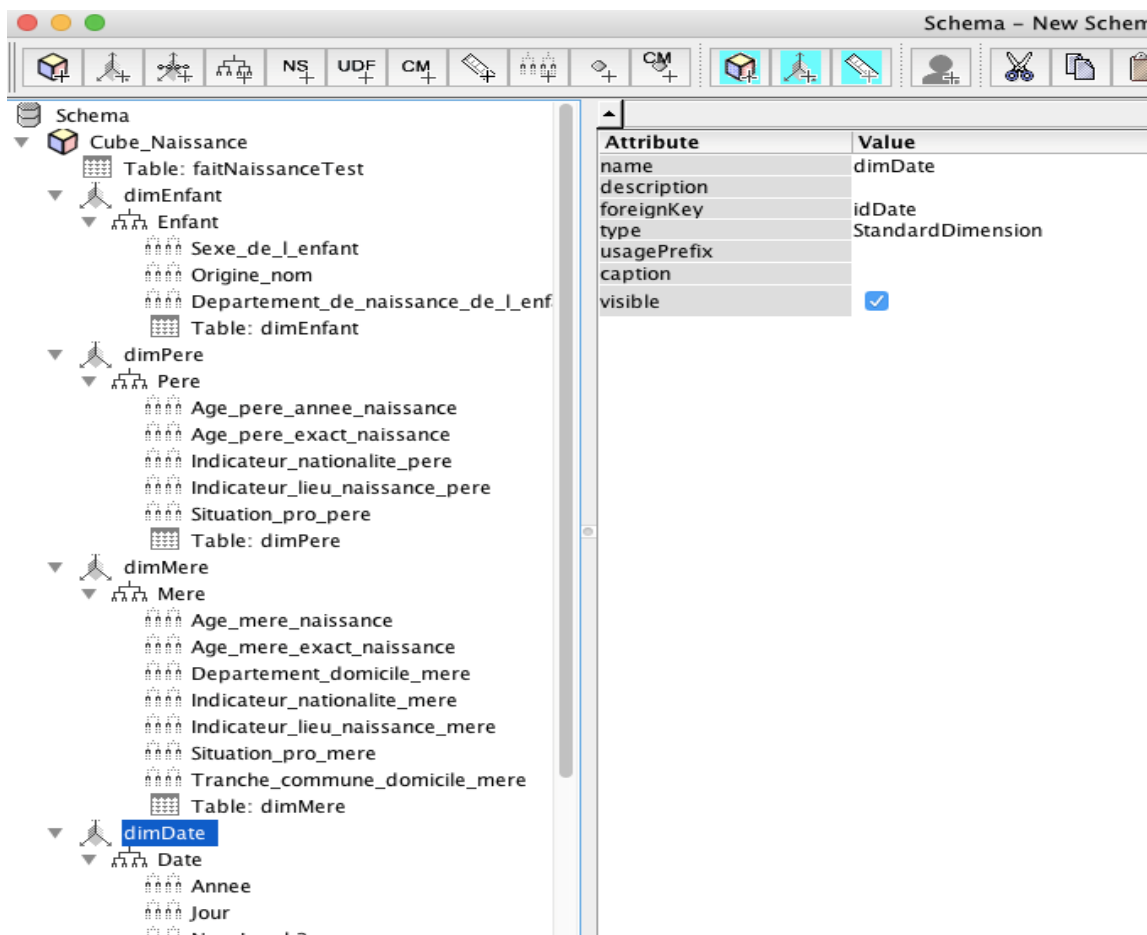 Schema – New Schem
NS UDF CM CM
Schema
Cube_Naissance
Table: faitNaissanceTest
dimEnfant
Enfant
Sexe_de_l_enfant
Origine_nom
Departement_de_naissance_de_l_enf
Table: dimEnfant
dimPere
Pere
Age_pere_annee_naissance
Age_pere_exact_naissance
Indicateur_nationalite_pere
Indicateur_lieu_naissance_pere
Situation_pro_pere
Table: dimPere
dimMere
Mere
Age_mere_naissance
Age_mere_exact_naissance
Departement_domicile_mere
Indicateur_nationalite_mere
Indicateur_lieu_naissance_mere
Situation_pro_mere
Tranche_commune_domicile_mere
Table: dimMere
dimDate
Date
Annee
Jour
Attribute Value
name dimDate
description
foreignKey idDate
type StandardDimension
usagePrefix
caption
visible